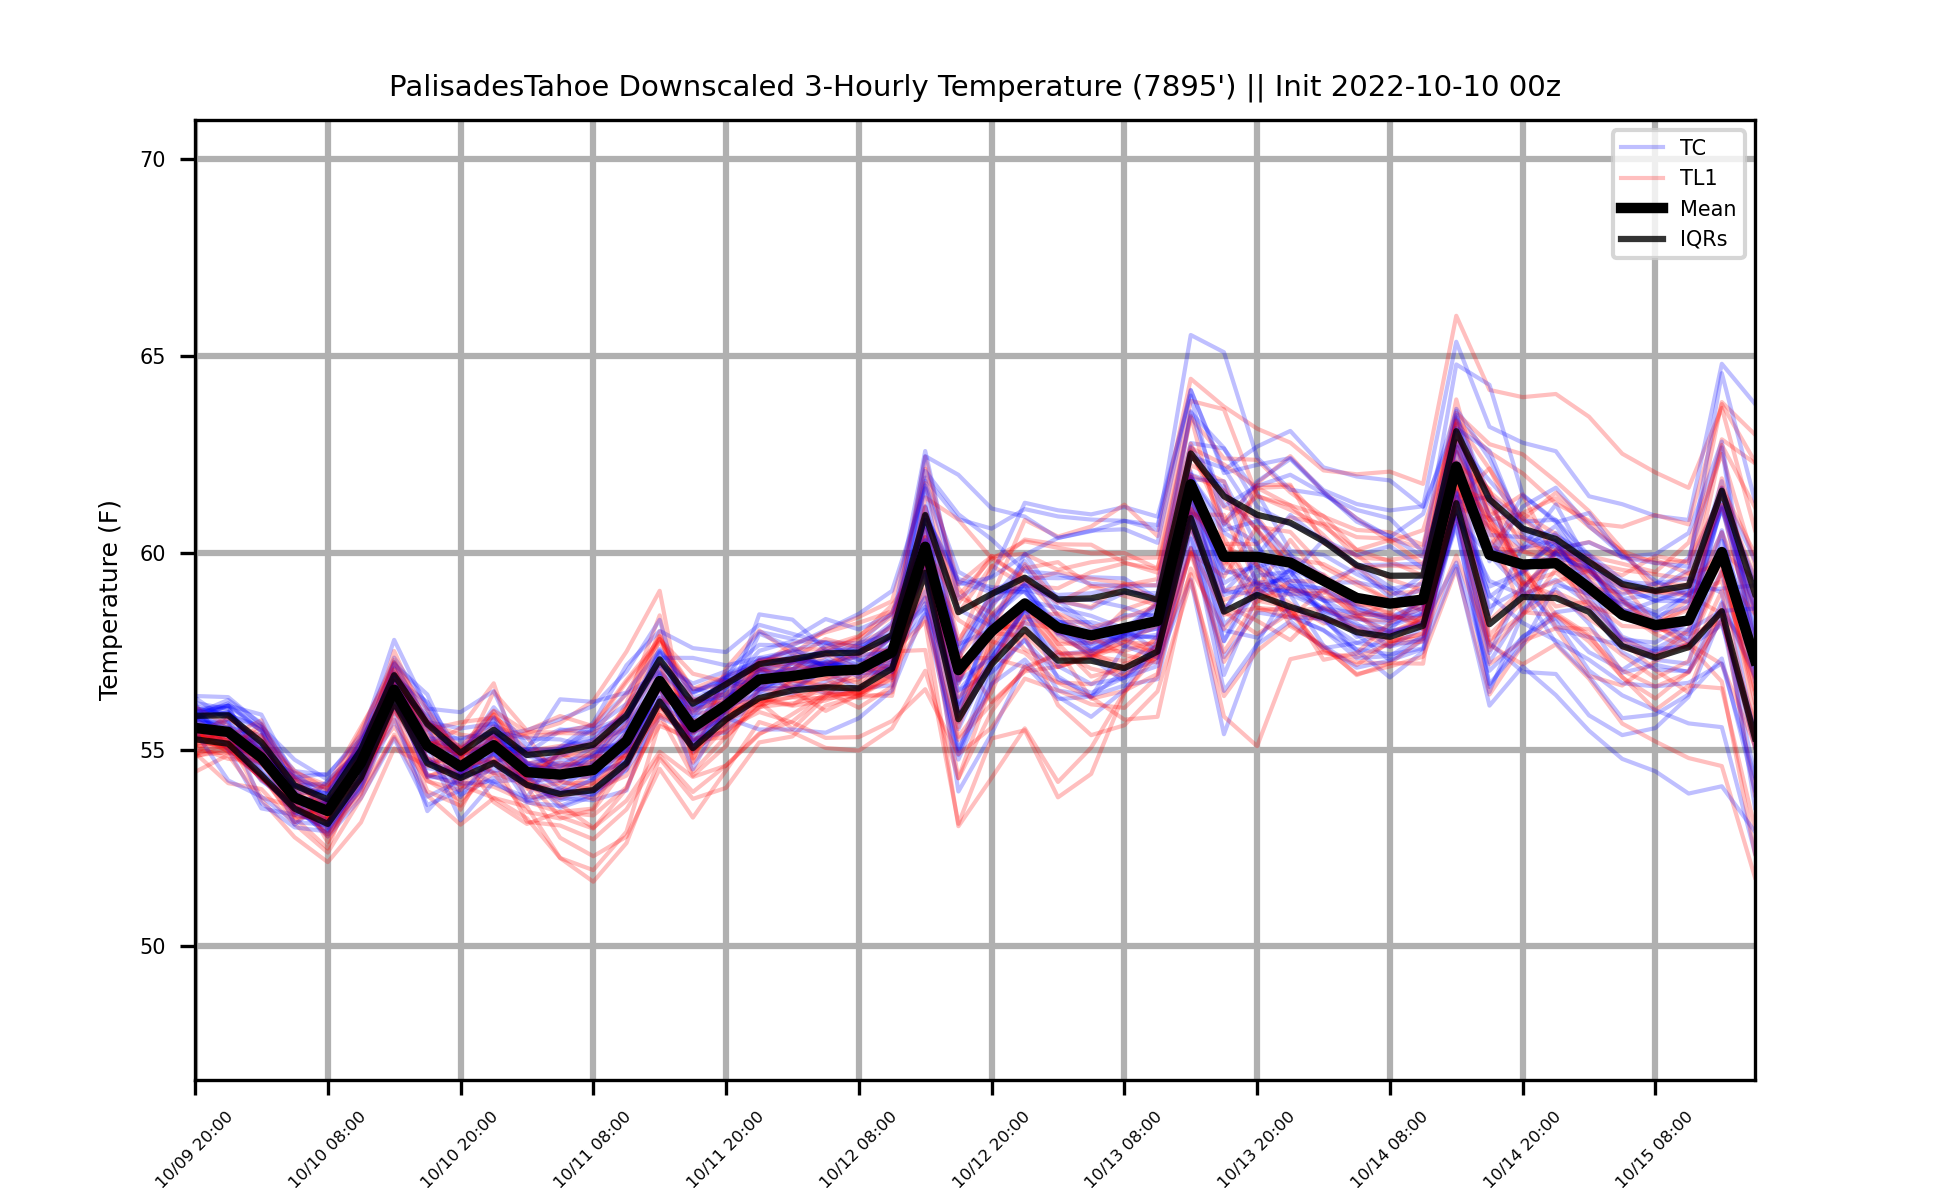 PalisadesTahoe Downscaled 3-Hourly Temperature (7895') || Init 2022-10-10 00z
TC
TL1
Mean
IQRs
Temperature (F)
70
65
60
55
50
10/09 20:00
10/10 08:00
10/10 20:00
10/11 08:00
10/11 20:00
10/12 08:00
10/12 20:00
10/13 08:00
10/13 20:00
10/14 08:00
10/14 20:00
10/15 08:00